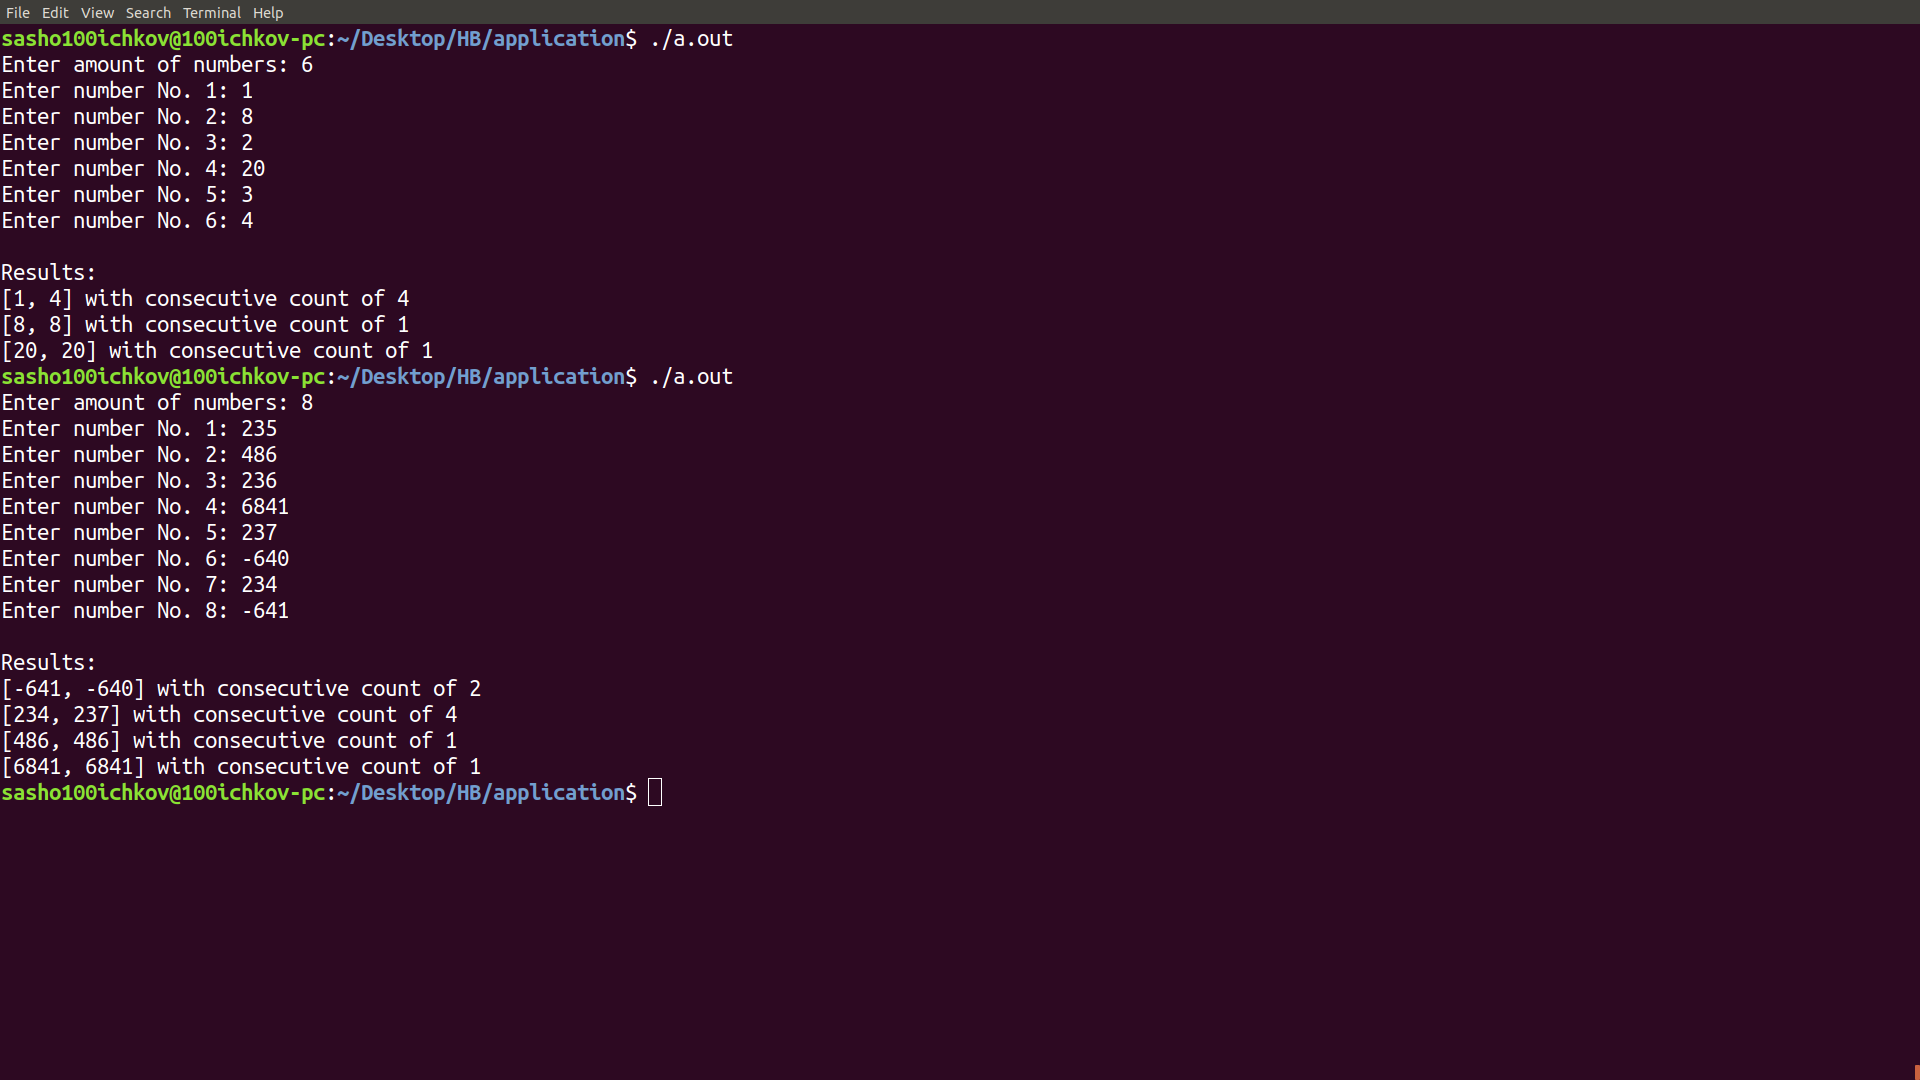 File Edit View Search Terminal Help
sasho100ichkov@100ichkov-pc:~/Desktop/HB/application$ ./a.out
Enter amount of numbers: 6
Enter number No. 1: 1
Enter number No. 2: 8
Enter number No. 3: 2
Enter number No. 4: 20
Enter number No. 5: 3
Enter number No. 6: 4
Results:
[1, 4] with consecutive count of 4
[8, 8] with consecutive count of 1
[20, 20] with consecutive count of 1
sasho100ichkov@100ichkov-pc:~/Desktop/HB/application$ ./a.out
Enter amount of numbers: 8
Enter number No. 1: 235
Enter number No. 2: 486
Enter number No. 3: 236
Enter number No. 4: 6841
Enter number No. 5: 237
Enter number No. 6: -640
Enter number No. 7: 234
Enter number No. 8: -641
Results:
[-641, -640] with consecutive count of 2
[234, 237] with consecutive count of 4
[486, 486] with consecutive count of 1
[6841, 6841] with consecutive count of 1
sasho100ichkov@100ichkov-pc:~/Desktop/HB/application$